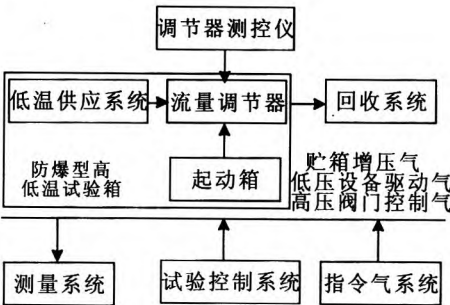 调节器测控仪
低温供应系统
流量调节器
回收系统
防爆型高
低温试验箱
起动箱
贮箱增压气
低压设备驱动气
高压阀门控制气
测量系统
试验控制系统
指令气系统